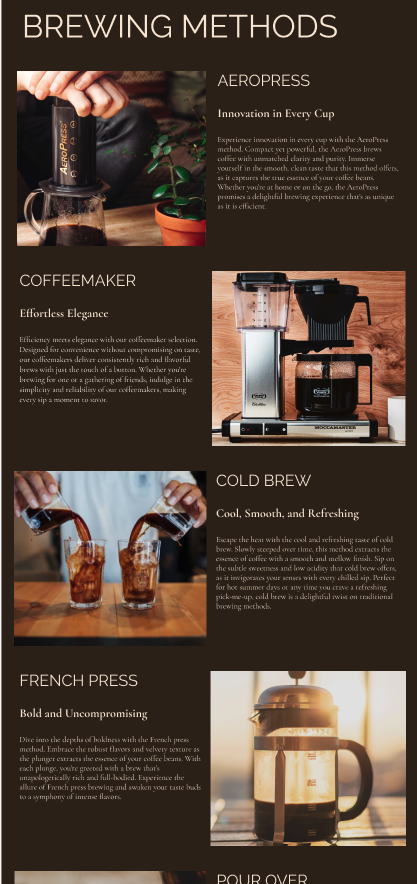 BREWING METHODS
AEROPRESS
Innovation in Every Cup
Experience innovation in every cup with the AeroPress
method. Compact yet powerful, the AeroPress brews
coffee with unmatched clarity and purity. Immerse
yourself in the smooth, clean taste that this method offers,
as it captures the true essence of your coffee beans.
Whether you're at home or on the go, the AeroPress
promises a delightful brewing experience that's as unique
as it is efficient.
AEROPRESS
COFFEEMAKER
Effortless Elegance
Efficiency meets elegance with our coffeemaker selection.
Designed for convenience without compromising on taste,
our coffeemakers deliver consistently rich and flavorful
brews with just the touch of a button. Whether you're
brewing for one or a gathering of friends, indulge in the
simplicity and reliability of our coffeemakers, making
every sip a moment to savor.
MOCCAMASTER
COLD BREW
Cool, Smooth, and Refreshing
Escape the heat with the cool and refreshing taste of cold
brew. Slowly steeped over time, this method extracts the
essence of coffee with a smooth and mellow finish. Sip on
the subtle sweetness and low acidity that cold brew offers,
as it invigorates your senses with every chilled sip. Perfect
for hot summer days or any time you crave a refreshing
pick-me-up, cold brew is a delightful twist on traditional
brewing methods.
FRENCH PRESS
Bold and Uncompromising
Dive into the depths of boldness with the French press
method. Embrace the robust flavors and velvety texture as
the plunger extracts the essence of your coffee beans. With
each plunge, you're greeted with a brew that's
unapologetically rich and full-bodied. Experience the
allure of French press brewing and awaken your taste buds
to a symphony of intense flavors.
POUR OVER